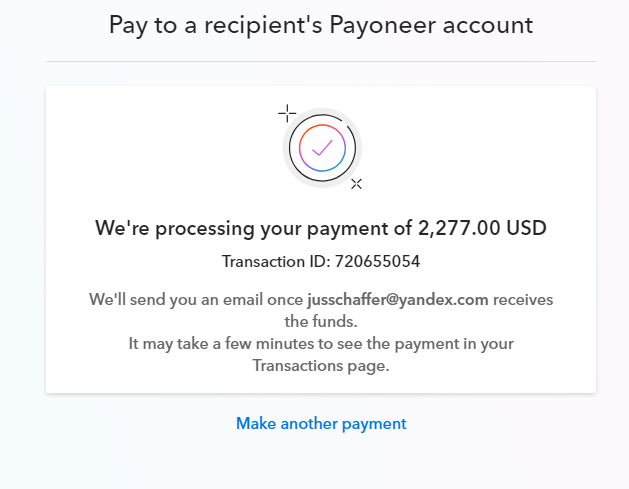 Pay to a recipient's Payoneer account
We're processing your payment of 2,277.00 USD
Transaction ID: 720655054
We'll send you an email once jusschaffer@yandex.com receives
the funds.
It may take a few minutes to see the payment in your
Transactions page.
Make another payment